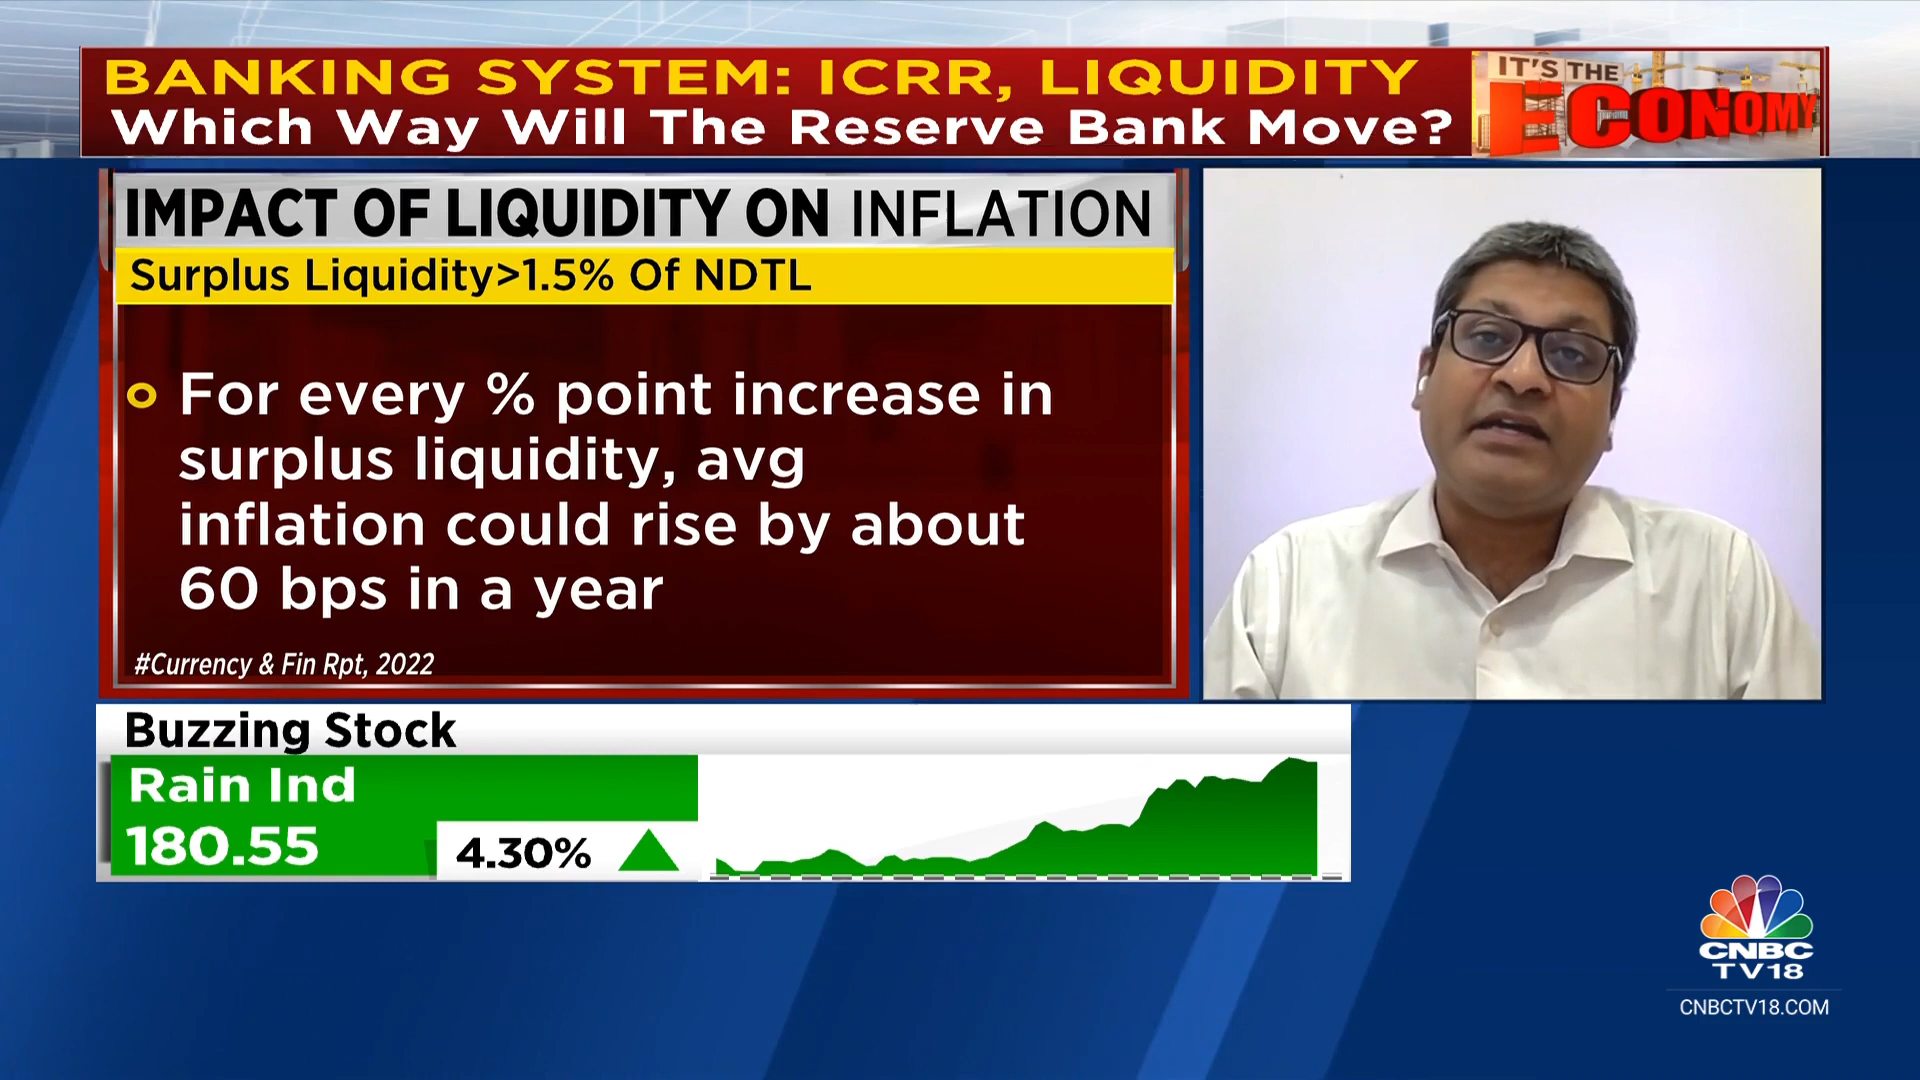 BANKING SYSTEM: ICRR, LIQUIDITY
Which Way Will The Reserve Bank Move?
IT'S THE
ECONOMY
IMPACT OF LIQUIDITY ON INFLATION
Surplus Liquidity>1.5% Of NDTL
For every % point increase in
surplus liquidity, avg
inflation could rise by about
60 bps in a year
#Currency & Fin Rpt, 2022
Buzzing Stock
Rain Ind
180.55
4.30%
CNBC
TV18
CNBCTV18.COM